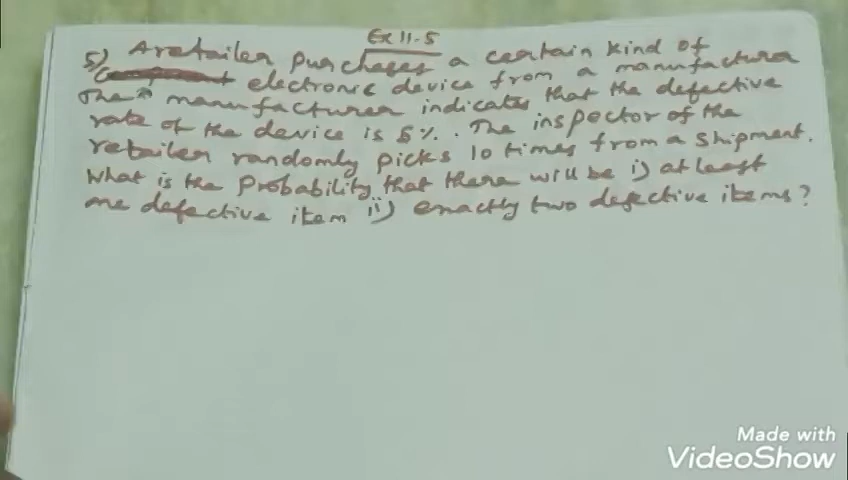 Ex 11.5
5) A retailer purchases a certain kind of
electronic device from a manufacturer
The manufacturer indicates that the defective
rate of the device is 5%. The inspector of the
retailer randomly picks 10 times from a shipment.
What is the probability that there will be i) at least
one defective item ii) exactly two defective items?
Made with
VideoShow